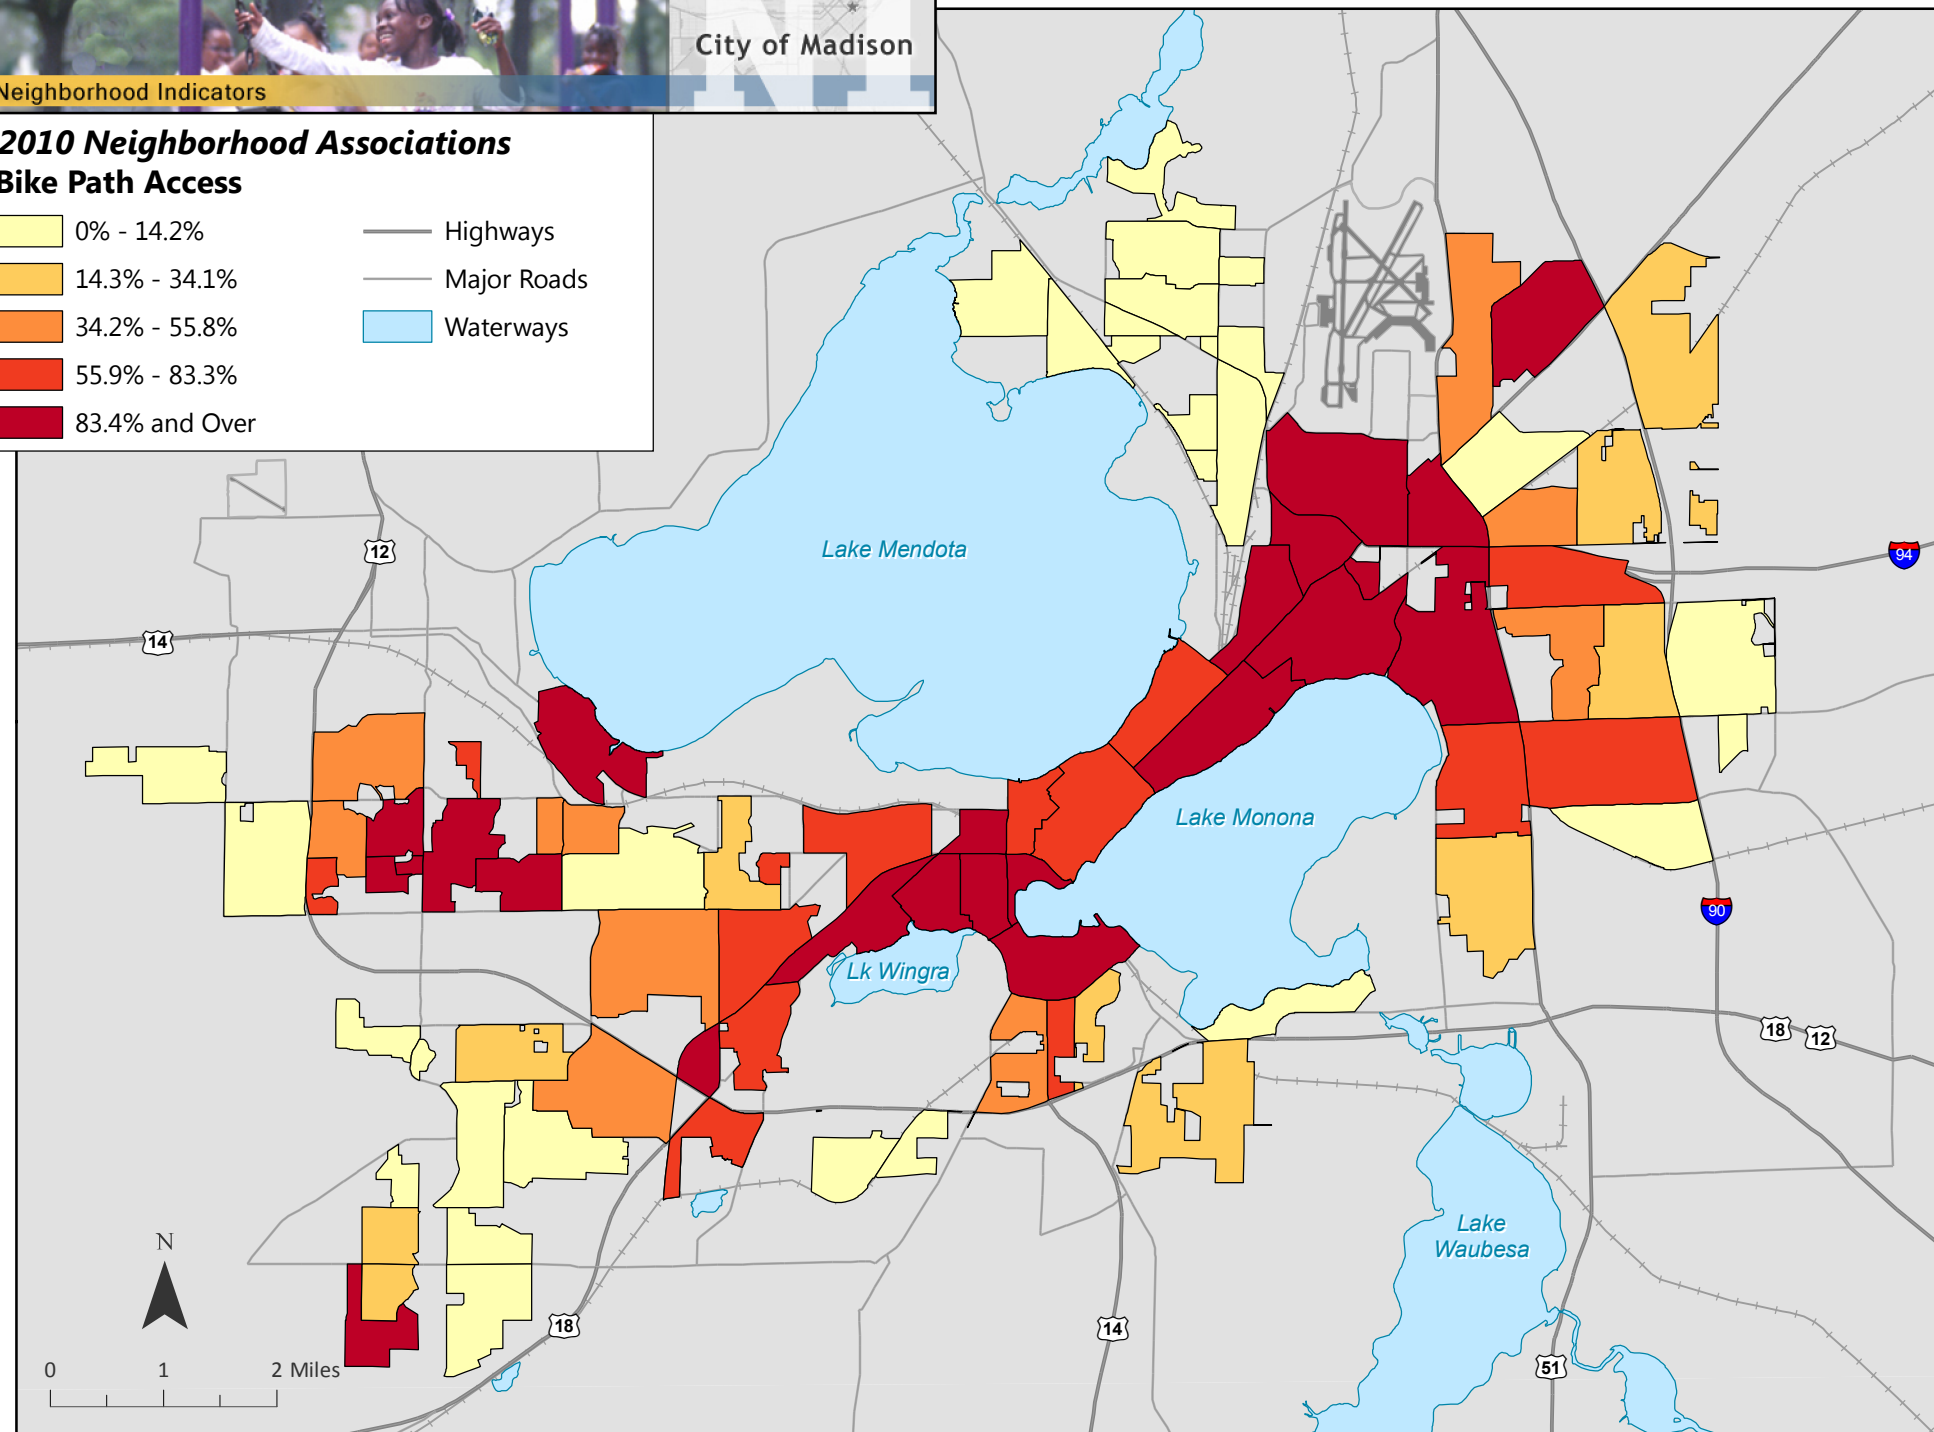 City of Madison
Neighborhood Indicators
2010 Neighborhood Associations
Bike Path Access
0% - 14.2%
14.3% - 34.1%
34.2% - 55.8%
55.9% - 83.3%
83.4% and Over
Highways
Major Roads
Waterways
12
Lake Mendota
94
14
Lake Monona
90
Lk Wingra
18
12
Lake
Waubesa
N
18
14
51
0 1 2 Miles